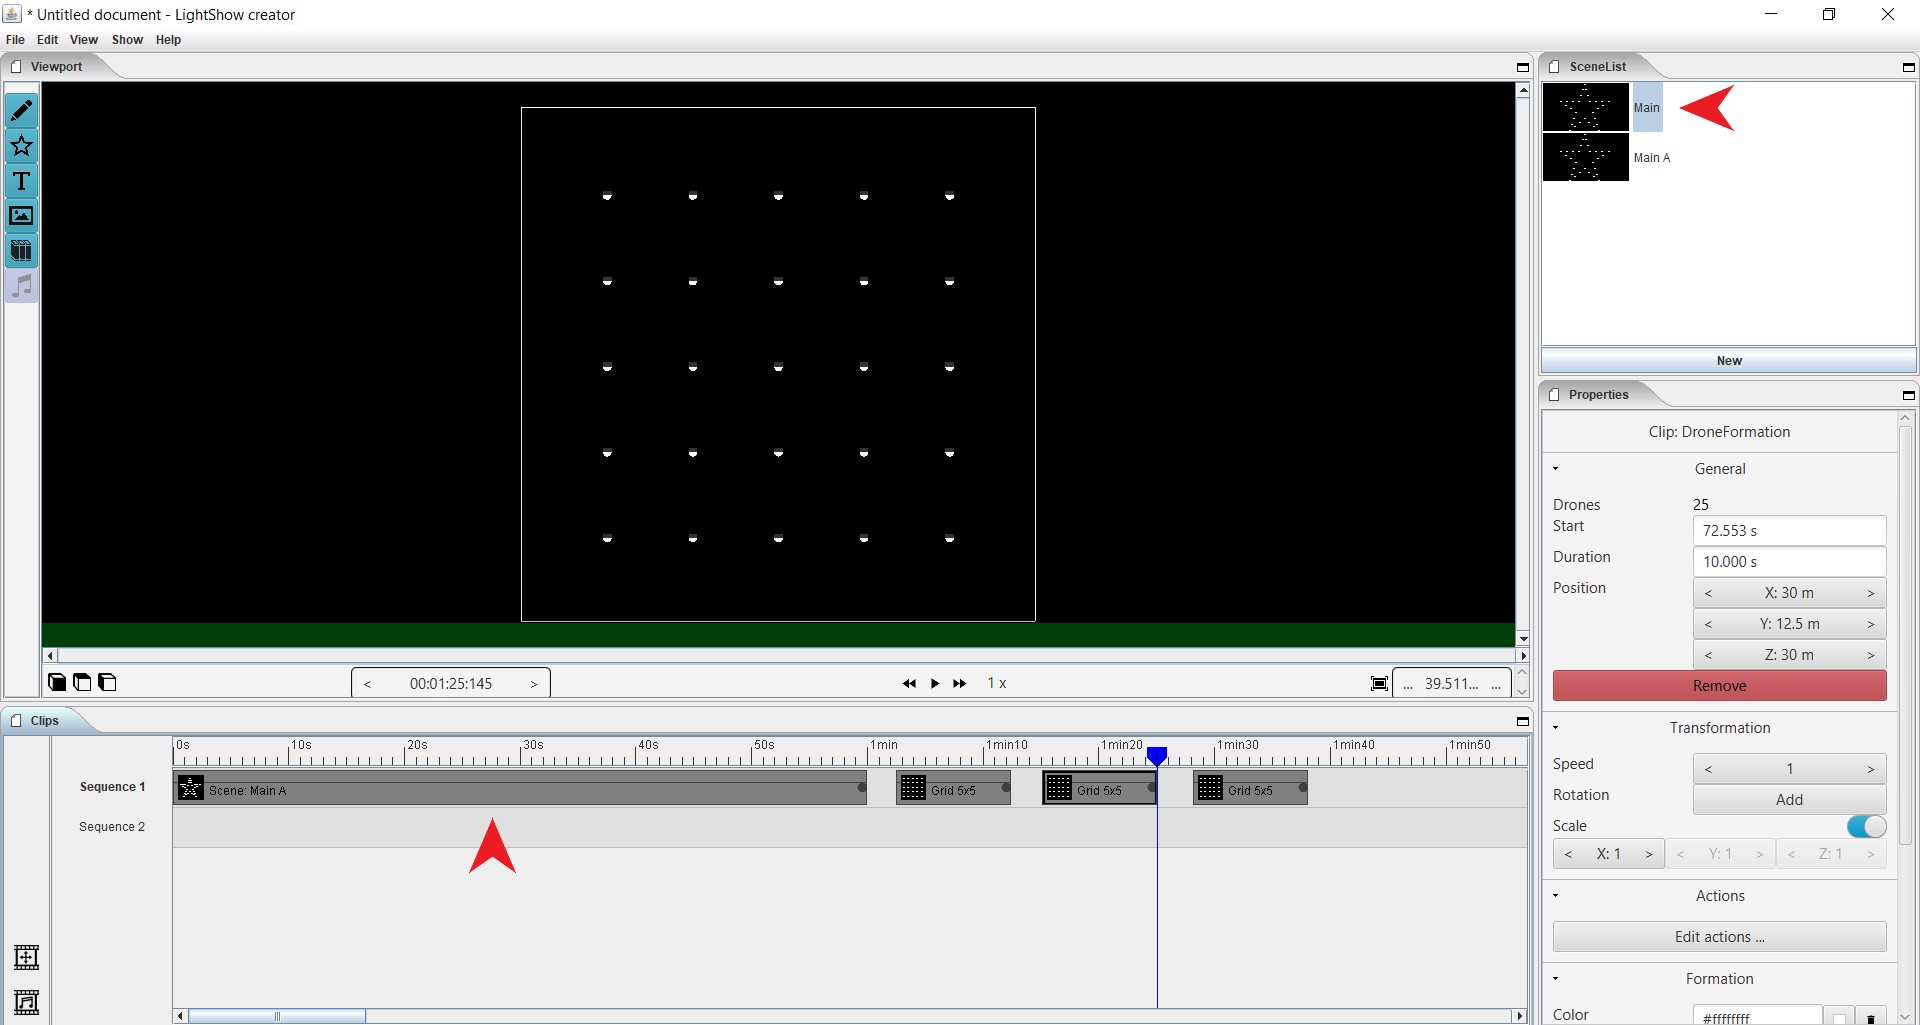 * Untitled document - LightShow creator
File Edit View Show Help
Viewport
SceneList
Main
Main A
New
T
< 00:01:25:145 >
1 x
... 39.511... ...
Properties
Clip: DroneFormation
General
Drones 25
Start 72.553 s
Duration 10.000 s
Position < X: 30 m >
< Y: 12.5 m >
< Z: 30 m >
Remove
Transformation
Speed < 1 >
Rotation Add
Scale
< X: 1 > < Y: 1 > < Z: 1 >
Actions
Edit actions ...
Formation
Color #ffffffff
Clips
0s 10s 20s 30s 40s 50s 1min 1min10 1min20 1min30 1min40 1min50
Sequence 1 Scene: Main A Grid 5x5 Grid 5x5 Grid 5x5
Sequence 2